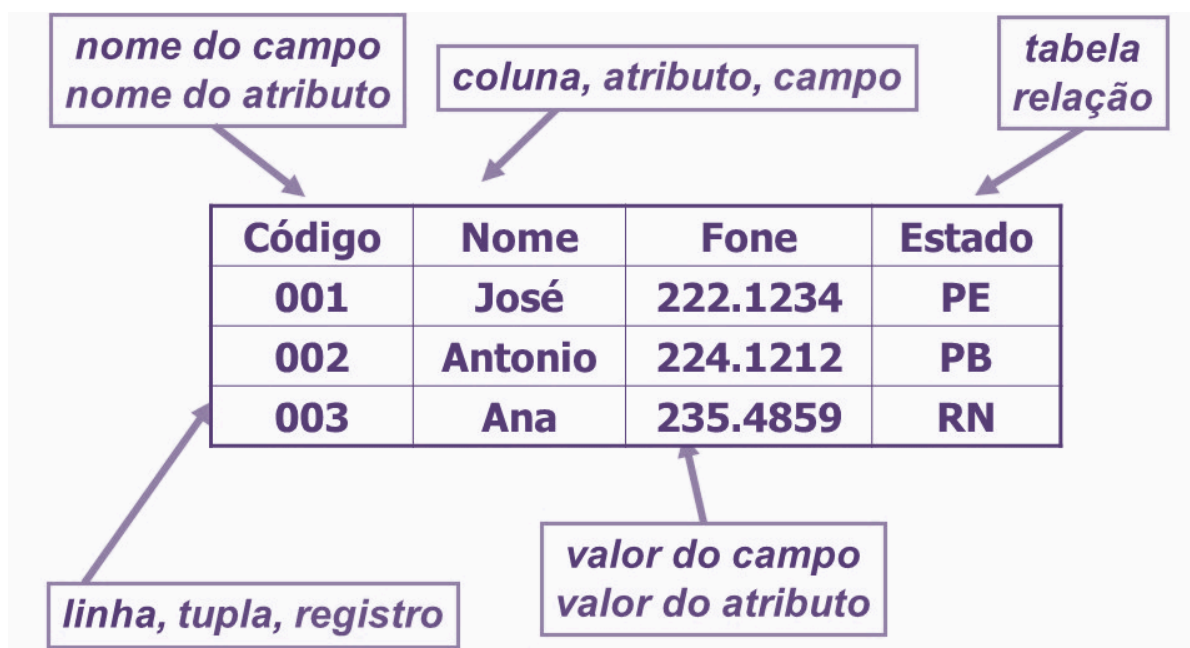 nome do campo
nome do atributo
coluna, atributo, campo
tabela
relação
Código Nome Fone Estado
001 José 222.1234 PE
002 Antonio 224.1212 PB
003 Ana 235.4859 RN
valor do campo
valor do atributo
linha, tupla, registro